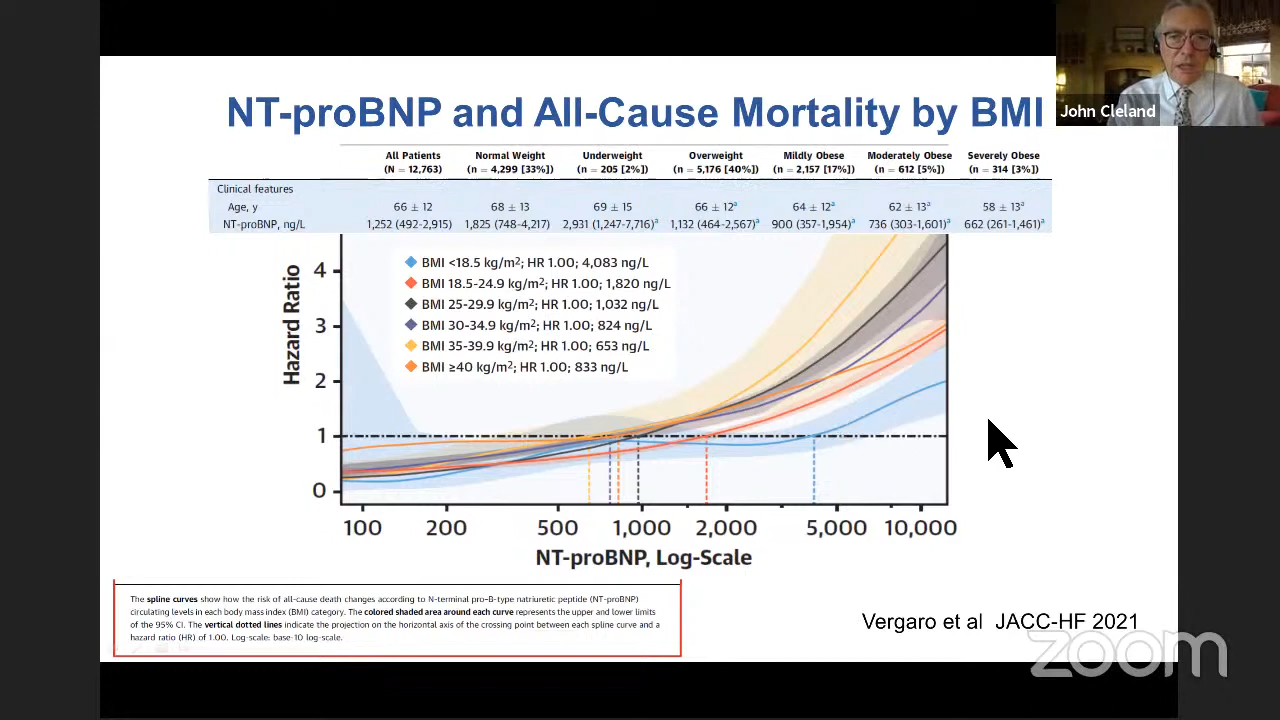 John Cleland
NT-proBNP and All-Cause Mortality by BMI
All Patients Normal Weight Underweight Overweight Mildly Obese Moderately Obese Severely Obese
(N = 12,763) (n = 4,299 [33%]) (n = 205 [2%]) (n = 5,176 [40%]) (n = 2,157 [17%]) (n = 612 [5%]) (n = 314 [3%])
Clinical features
Age, y 66 ± 12 68 ± 13 69 ± 15 66 ± 12ᵃ 64 ± 12ᵃ 62 ± 13ᵃ 58 ± 13ᵃ
NT-proBNP, ng/L 1,252 (492-2,915) 1,825 (748-4,217) 2,931 (1,247-7,716)ᵃ 1,132 (464-2,567)ᵃ 900 (357-1,954)ᵃ 736 (303-1,601)ᵃ 662 (261-1,461)ᵃ
BMI <18.5 kg/m²; HR 1.00; 4,083 ng/L
BMI 18.5-24.9 kg/m²; HR 1.00; 1,820 ng/L
BMI 25-29.9 kg/m²; HR 1.00; 1,032 ng/L
BMI 30-34.9 kg/m²; HR 1.00; 824 ng/L
BMI 35-39.9 kg/m²; HR 1.00; 653 ng/L
BMI ≥40 kg/m²; HR 1.00; 833 ng/L
Hazard Ratio
4
3
2
1
0
100 200 500 1,000 2,000 5,000 10,000
NT-proBNP, Log-Scale
The spline curves show how the risk of all-cause death changes according to N-terminal pro–B-type natriuretic peptide (NT-proBNP)
circulating levels in each body mass index (BMI) category. The colored shaded area around each curve represents the upper and lower limits
of the 95% CI. The vertical dotted lines indicate the projection on the horizontal axis of the crossing point between each spline curve and a
hazard ratio (HR) of 1.00. Log-scale: base-10 log-scale.
Vergaro et al JACC-HF 2021
zoom